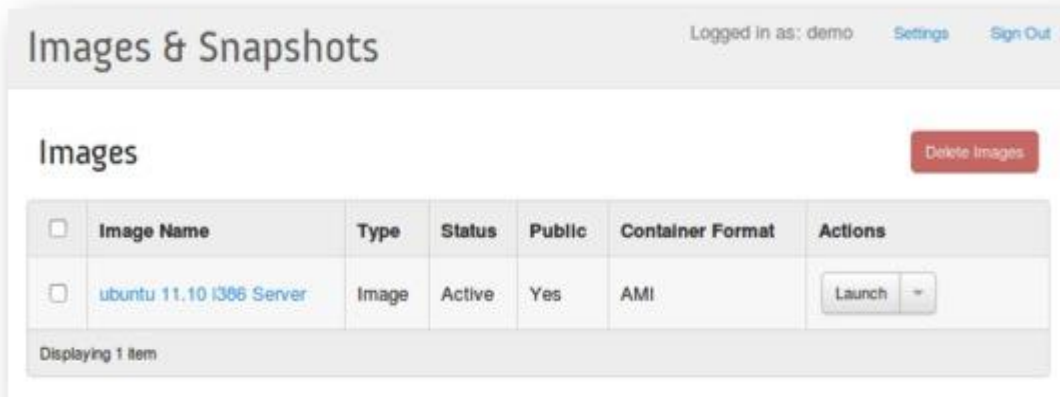 Images & Snapshots
Logged in as: demo Settings Sign Out
Images
Delete Images
Image Name Type Status Public Container Format Actions
ubuntu 11.10 i386 Server Image Active Yes AMI Launch
Displaying 1 item